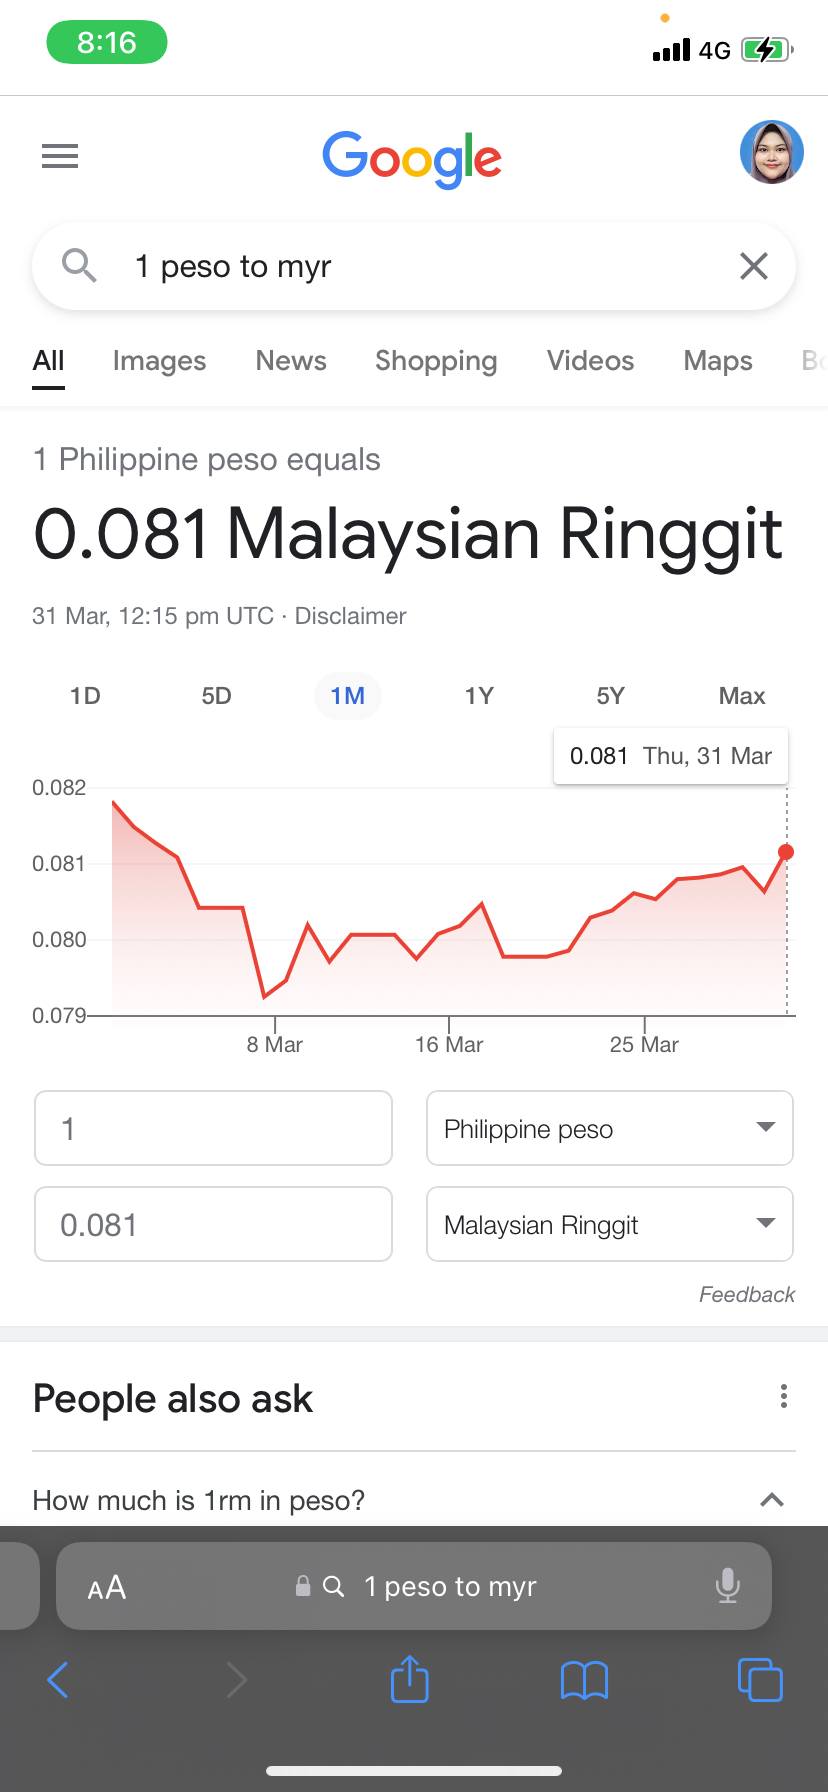 8:16
4G
Google
1 peso to myr
All Images News Shopping Videos Maps
1 Philippine peso equals
0.081 Malaysian Ringgit
31 Mar, 12:15 pm UTC · Disclaimer
1D 5D 1M 1Y 5Y Max
0.081 Thu, 31 Mar
0.082
0.081
0.080
0.079
8 Mar 16 Mar 25 Mar
1 Philippine peso
0.081 Malaysian Ringgit
Feedback
People also ask
How much is 1rm in peso?
AA 1 peso to myr